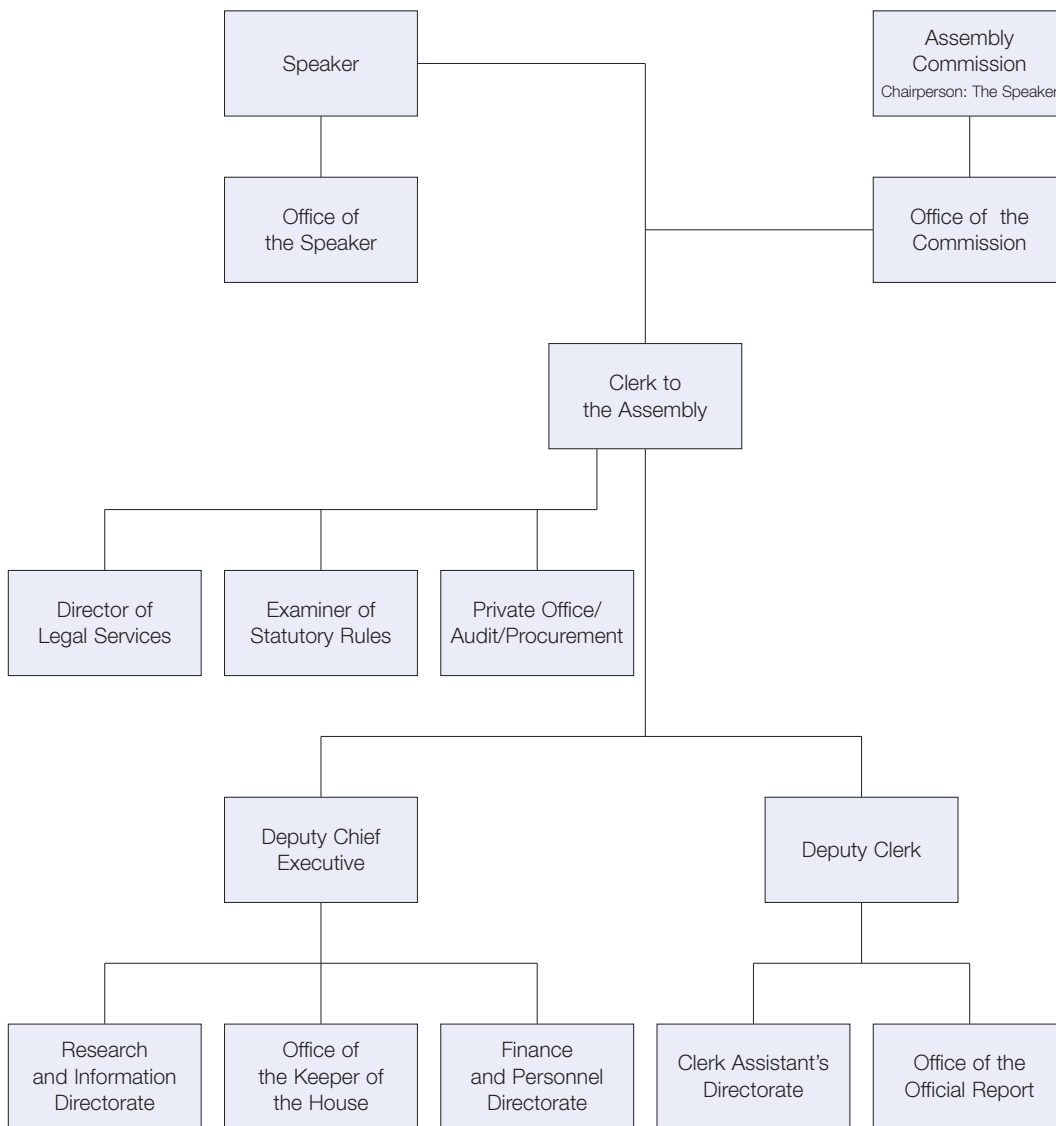 Speaker
Assembly
Commission
Chairperson: The Speaker
Office of
the Speaker
Office of the
Commission
Clerk to
the Assembly
Director of
Legal Services
Examiner of
Statutory Rules
Private Office/
Audit/Procurement
Deputy Chief
Executive
Deputy Clerk
Research
and Information
Directorate
Office of
the Keeper of
the House
Finance
and Personnel
Directorate
Clerk Assistant's
Directorate
Office of the
Official Report